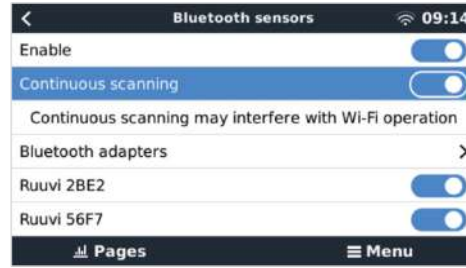 Bluetooth sensors 09:14
Enable
Continuous scanning
Continuous scanning may interfere with Wi-Fi operation
Bluetooth adapters
Ruuvi 2BE2
Ruuvi 56F7
Pages Menu